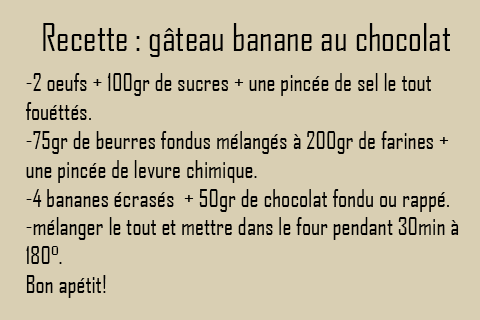 Recette : gâteau banane au chocolat
-2 oeufs + 100gr de sucres + une pincée de sel le tout
fouéttés.
-75gr de beurres fondus mélangés à 200gr de farines +
une pincée de levure chimique.
-4 bananes écrasés + 50gr de chocolat fondu ou rappé.
-mélanger le tout et mettre dans le four pendant 30min à
180°.
Bon apétit!